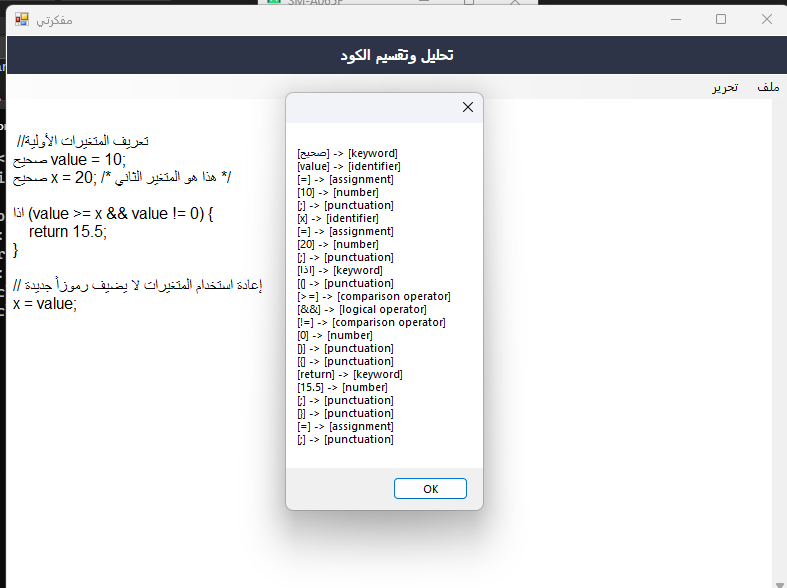 SM-A065F
مفكرتي
تحليل وتقسيم الكود
ملف تحرير
//تعريف المتغيرات الأولية
صحيح value = 10;
صحيح x = 20; /* هذا هو المتغير الثاني */
اذا (value >= x && value != 0) {
return 15.5;
}
// إعادة استخدام المتغيرات لا يضيف رموزاً جديدة
x = value;
[صحيح] -> [keyword]
[value] -> [identifier]
[=] -> [assignment]
[10] -> [number]
[;] -> [punctuation]
[x] -> [identifier]
[=] -> [assignment]
[20] -> [number]
[;] -> [punctuation]
[اذا] -> [keyword]
[(] -> [punctuation]
[>=] -> [comparison operator]
[&&] -> [logical operator]
[!=] -> [comparison operator]
[0] -> [number]
[)] -> [punctuation]
[{] -> [punctuation]
[return] -> [keyword]
[15.5] -> [number]
[;] -> [punctuation]
[}] -> [punctuation]
[=] -> [assignment]
[;] -> [punctuation]
OK